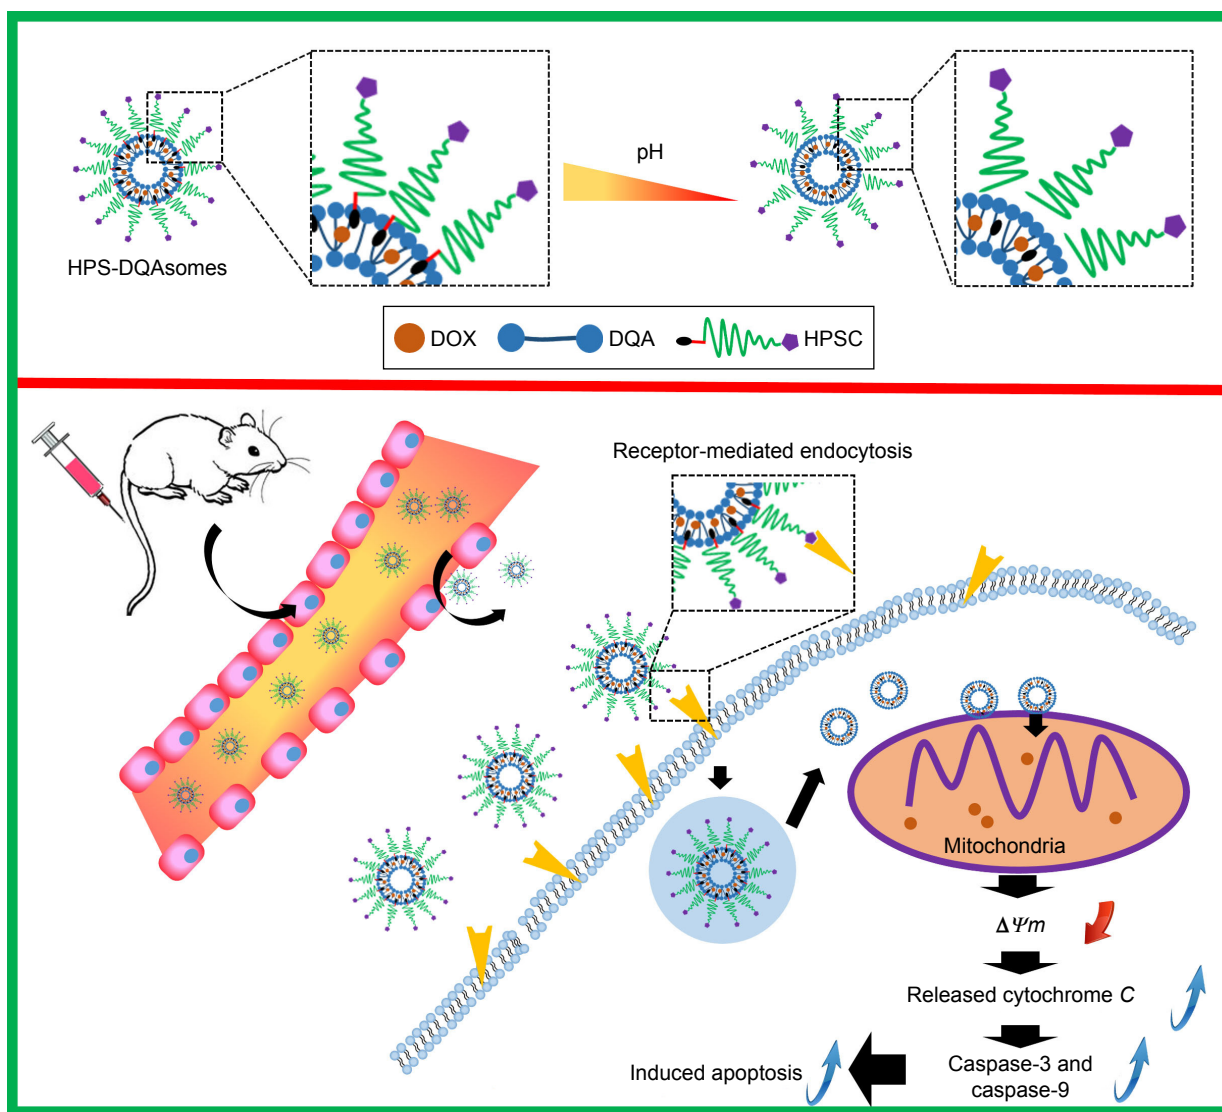 pH
HPS-DQAsomes
DOX
DQA
HPSC
Receptor-mediated endocytosis
Mitochondria
ΔΨm
Released cytochrome C
Caspase-3 and
caspase-9
Induced apoptosis